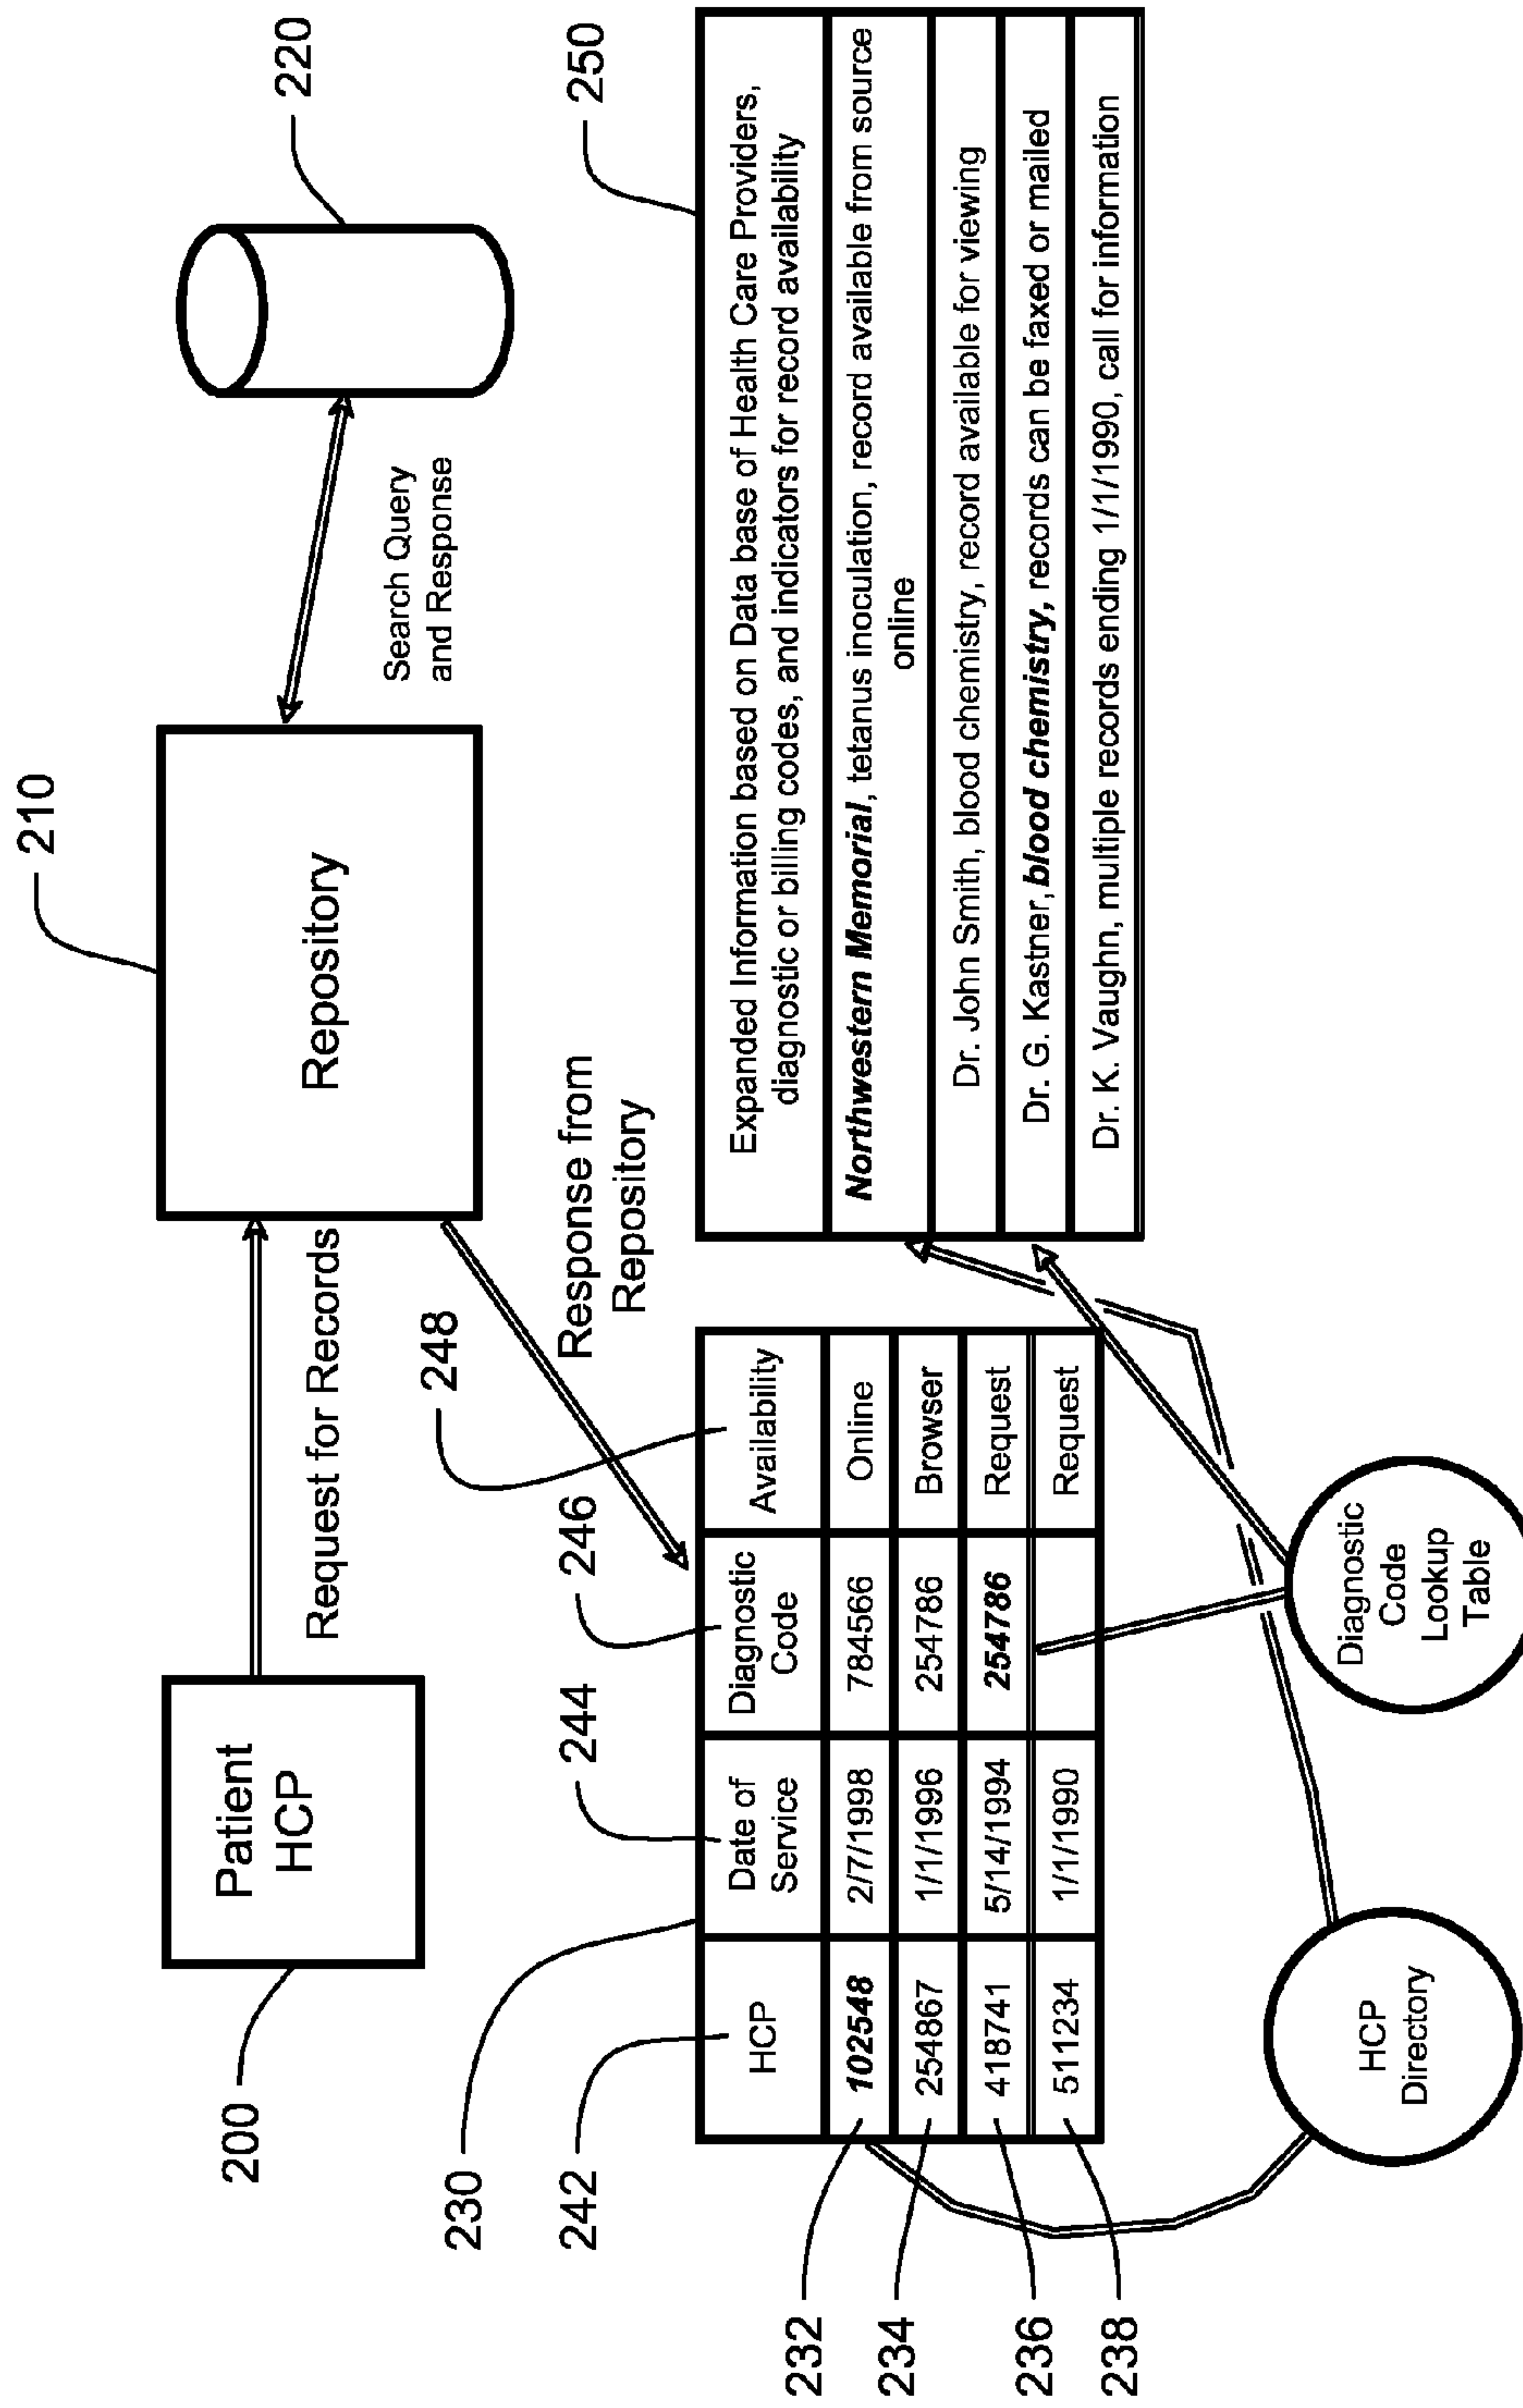 210
220
Patient
HCP
200
Request for Records
Repository
Search Query
and Response
Response from
Repository
230
242
244
246
248
250
HCP
Date of
Service
Diagnostic
Code
Availability
232
102548
2/7/1998
784566
Online
234
254867
1/1/1996
254786
Browser
236
418741
5/14/1994
254786
Request
238
511234
1/1/1990
Request
Expanded Information based on Data base of Health Care Providers,
diagnostic or billing codes, and indicators for record availability
Northwestern Memorial, tetanus inoculation, record available from source
online
Dr. John Smith, blood chemistry, record available for viewing
Dr. G. Kastner, blood chemistry, records can be faxed or mailed
Dr. K. Vaughn, multiple records ending 1/1/1990, call for information
HCP
Directory
Diagnostic
Code
Lookup
Table